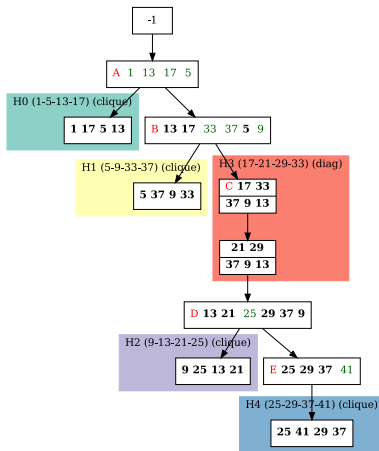 -1
A 1 13 17 5
H0 (1-5-13-17) (clique)
1 17 5 13
B 13 17 33 37 5 9
H1 (5-9-33-37) (clique)
5 37 9 33
H3 (17-21-29-33) (diag)
C 17 33
37 9 13
21 29
37 9 13
D 13 21 25 29 37 9
H2 (9-13-21-25) (clique)
9 25 13 21
E 25 29 37 41
H4 (25-29-37-41) (clique)
25 41 29 37